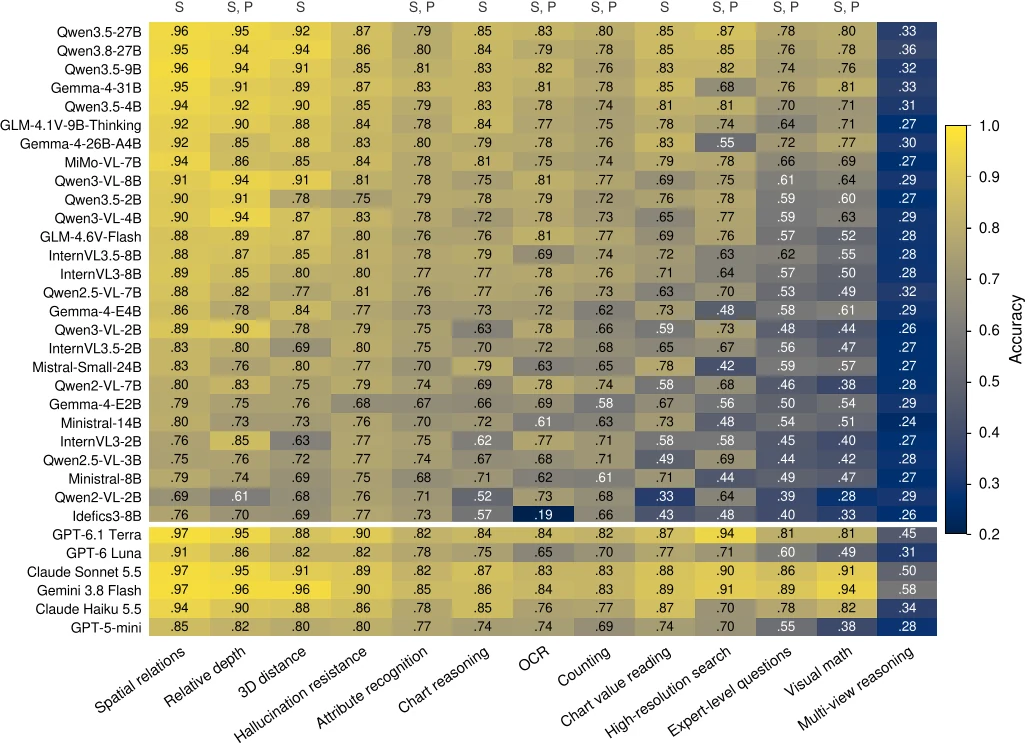 S S, P S S, P S S, P S, P S S, P S, P S, P
Qwen3.5-27B .96 .95 .92 .87 .79 .85 .83 .80 .85 .87 .78 .80 .33
Qwen3.8-27B .95 .94 .94 .86 .80 .84 .79 .78 .85 .85 .76 .78 .36
Qwen3.5-9B .96 .94 .91 .85 .81 .83 .82 .76 .83 .82 .74 .76 .32
Gemma-4-31B .95 .91 .89 .87 .83 .83 .81 .78 .85 .68 .76 .81 .33
Qwen3.5-4B .94 .92 .90 .85 .79 .83 .78 .74 .81 .81 .70 .71 .31
GLM-4.1V-9B-Thinking .92 .90 .88 .84 .78 .84 .77 .75 .78 .74 .64 .71 .27
Gemma-4-26B-A4B .92 .85 .88 .83 .80 .79 .78 .76 .83 .55 .72 .77 .30
MiMo-VL-7B .94 .86 .85 .84 .78 .81 .75 .74 .79 .78 .66 .69 .27
Qwen3-VL-8B .91 .94 .91 .81 .78 .75 .81 .77 .69 .75 .61 .64 .29
Qwen3.5-2B .90 .91 .78 .75 .79 .78 .79 .72 .76 .78 .59 .60 .27
Qwen3-VL-4B .90 .94 .87 .83 .78 .72 .78 .73 .65 .77 .59 .63 .29
GLM-4.6V-Flash .88 .89 .87 .80 .76 .76 .81 .77 .69 .76 .57 .52 .28
InternVL3.5-8B .88 .87 .85 .81 .78 .79 .69 .74 .72 .63 .62 .55 .28
InternVL3-8B .89 .85 .80 .80 .77 .77 .78 .76 .71 .64 .57 .50 .28
Qwen2.5-VL-7B .88 .82 .77 .81 .76 .77 .76 .73 .63 .70 .53 .49 .32
Gemma-4-E4B .86 .78 .84 .77 .73 .73 .72 .62 .73 .48 .58 .61 .29
Qwen3-VL-2B .89 .90 .78 .79 .75 .63 .78 .66 .59 .73 .48 .44 .26
InternVL3.5-2B .83 .80 .69 .80 .75 .70 .72 .68 .65 .67 .56 .47 .27
Mistral-Small-24B .83 .76 .80 .77 .70 .79 .63 .65 .78 .42 .59 .57 .27
Qwen2-VL-7B .80 .83 .75 .79 .74 .69 .78 .74 .58 .68 .46 .38 .28
Gemma-4-E2B .79 .75 .76 .68 .67 .66 .69 .58 .67 .56 .50 .54 .29
Ministral-14B .80 .73 .73 .76 .70 .72 .61 .63 .73 .48 .54 .51 .24
InternVL3-2B .76 .85 .63 .77 .75 .62 .77 .71 .58 .58 .45 .40 .27
Qwen2.5-VL-3B .75 .76 .72 .77 .74 .67 .68 .71 .49 .69 .44 .42 .28
Ministral-8B .79 .74 .69 .75 .68 .71 .62 .61 .71 .44 .49 .47 .27
Qwen2-VL-2B .69 .61 .68 .76 .71 .52 .73 .68 .33 .64 .39 .28 .29
Idefics3-8B .76 .70 .69 .77 .73 .57 .19 .66 .43 .48 .40 .33 .26
GPT-6.1 Terra .97 .95 .88 .90 .82 .84 .84 .82 .87 .94 .81 .81 .45
GPT-6 Luna .91 .86 .82 .82 .78 .75 .65 .70 .77 .71 .60 .49 .31
Claude Sonnet 5.5 .97 .95 .91 .89 .82 .87 .83 .83 .88 .90 .86 .91 .50
Gemini 3.8 Flash .97 .96 .96 .90 .85 .86 .84 .83 .89 .91 .89 .94 .58
Claude Haiku 5.5 .94 .90 .88 .86 .78 .85 .76 .77 .87 .70 .78 .82 .34
GPT-5-mini .85 .82 .80 .80 .77 .74 .74 .69 .74 .70 .55 .38 .28
Spatial relations
Relative depth
3D distance
Hallucination resistance
Attribute recognition
Chart reasoning
OCR
Counting
Chart value reading
High-resolution search
Expert-level questions
Visual math
Multi-view reasoning
1.0
0.9
0.8
0.7
0.6
0.5
0.4
0.3
0.2
Accuracy